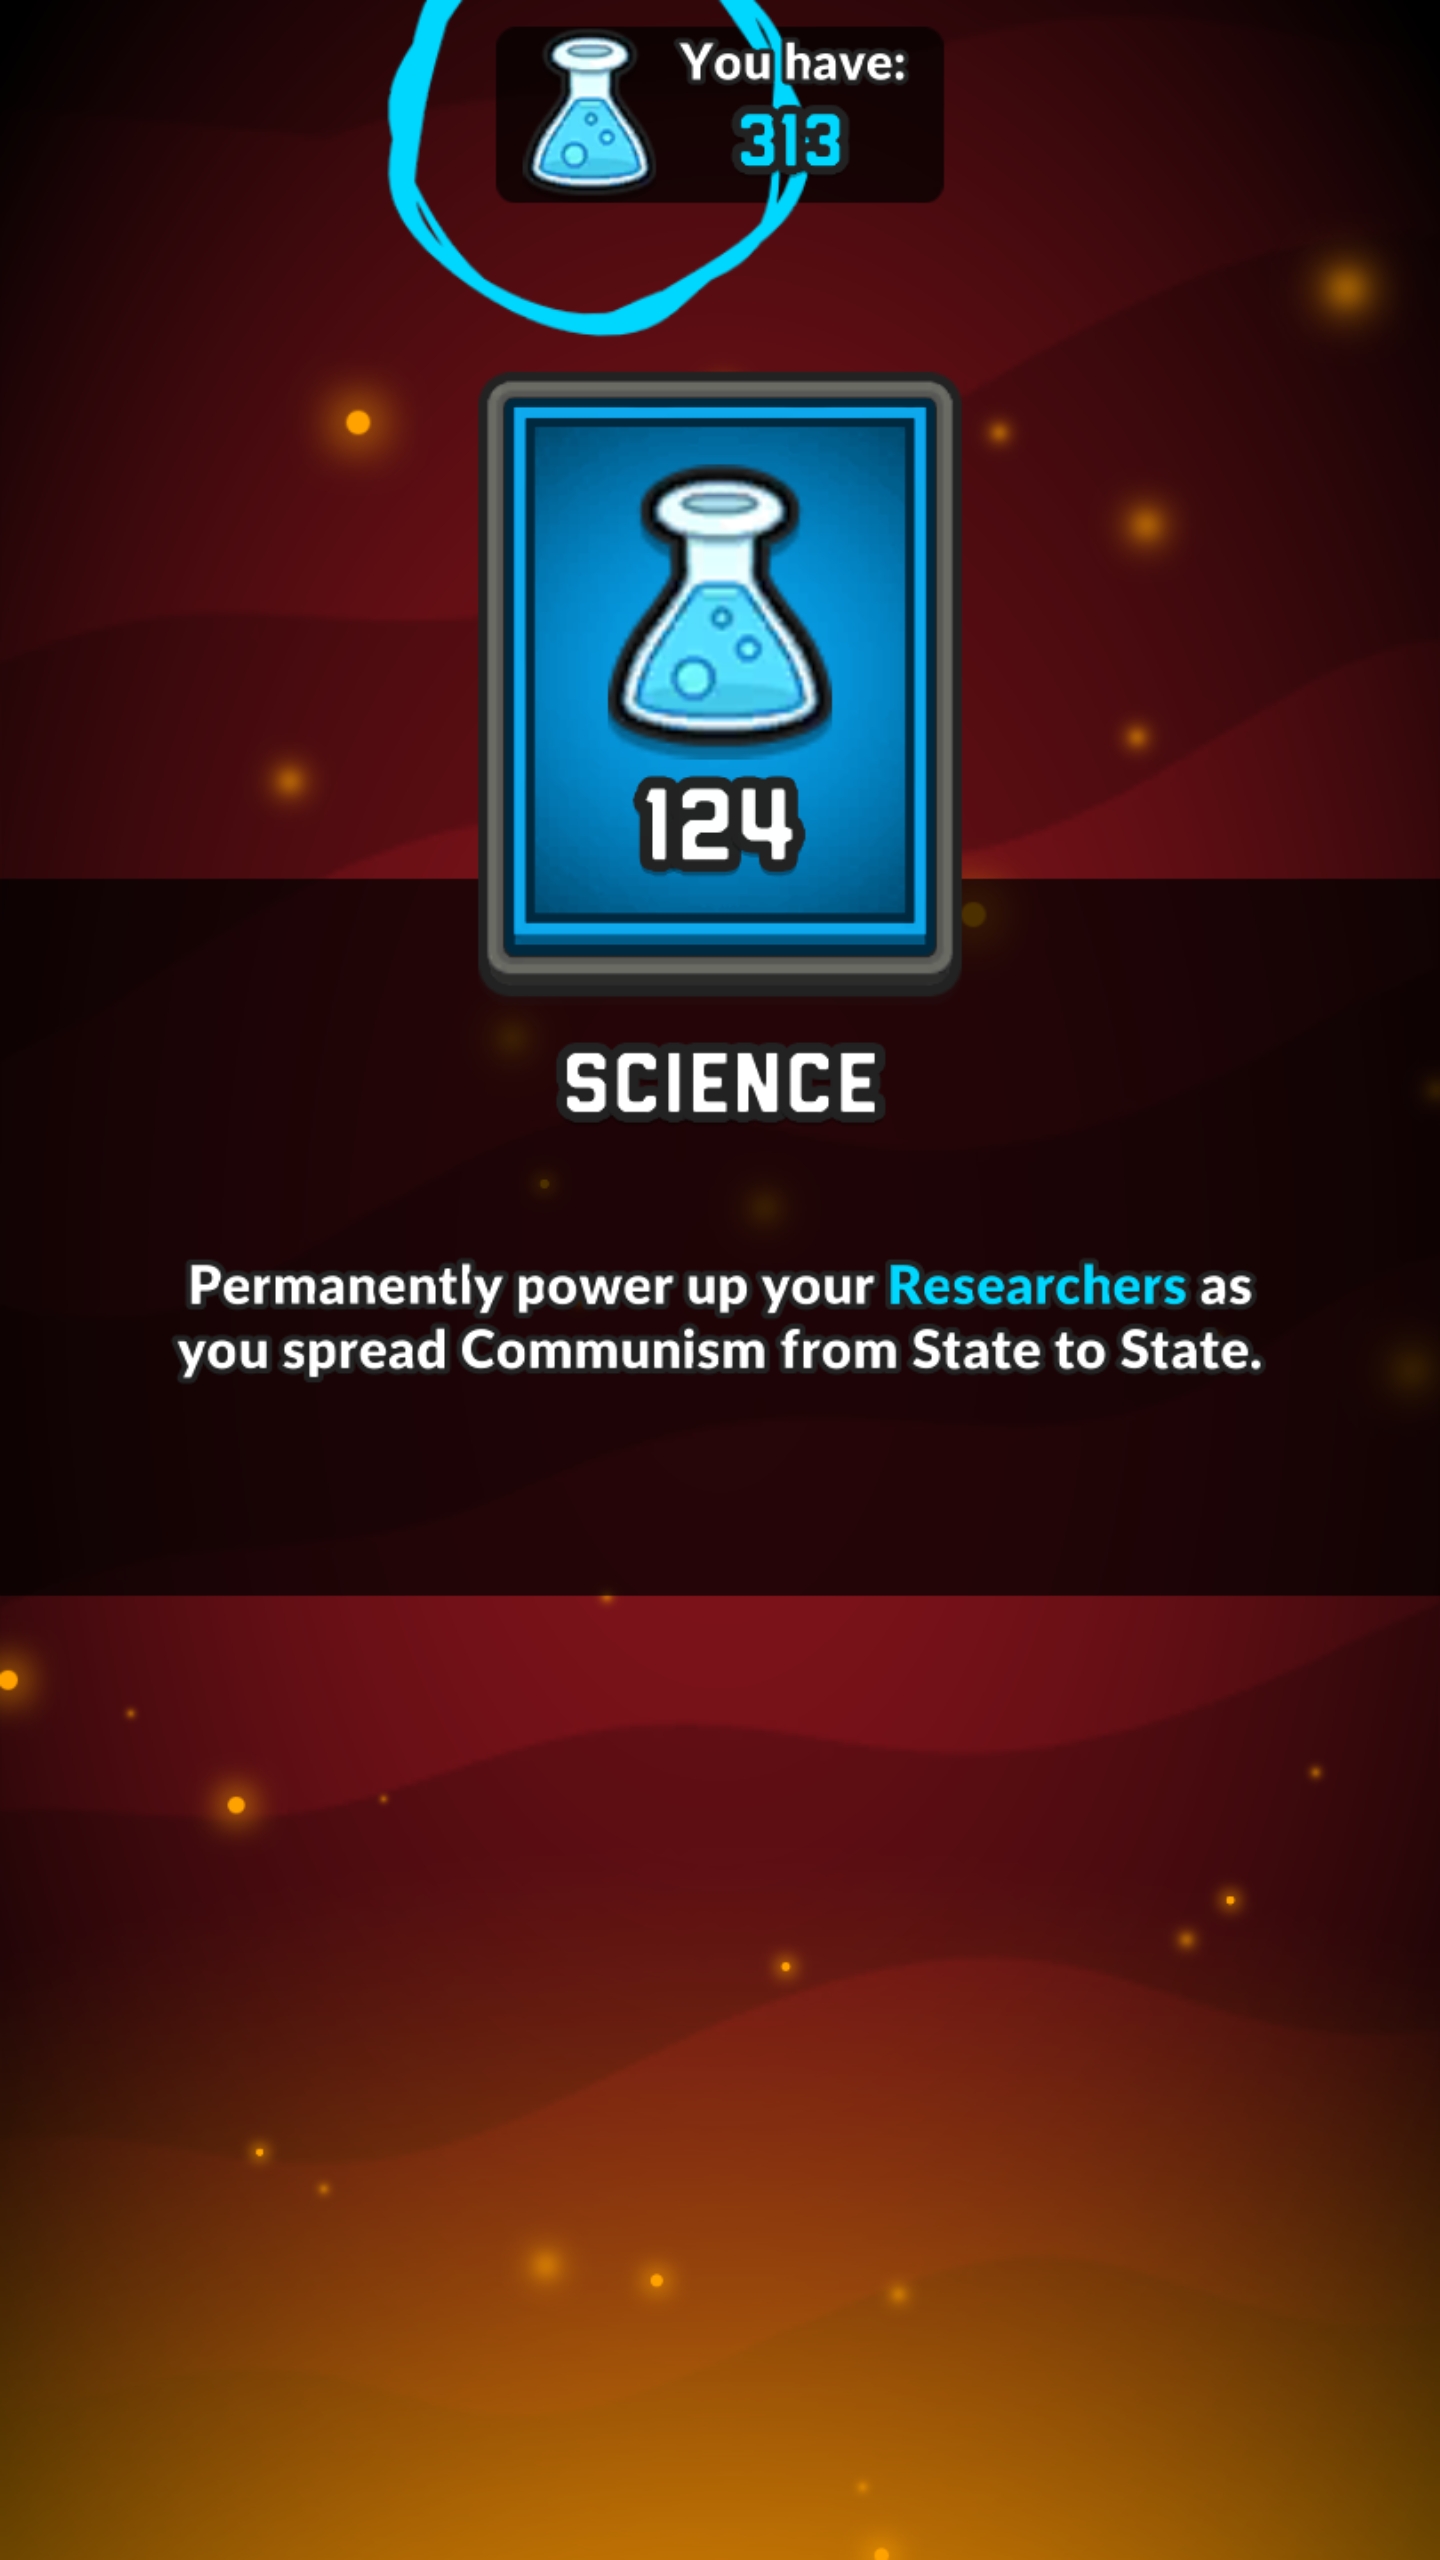 You have:
313
124
SCIENCE
Permanently power up your Researchers as
you spread Communism from State to State.